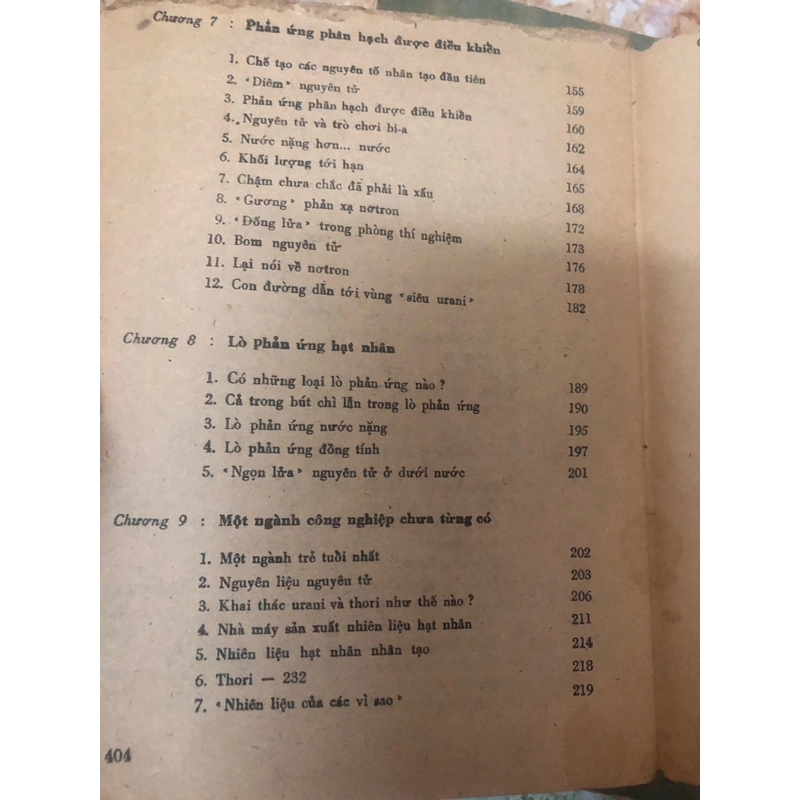 Chương 7 : Phản ứng phân hạch được điều khiển
1. Chế tạo các nguyên tố nhân tạo đầu tiên 155
2. "Diêm" nguyên tử 159
3. Phản ứng phân hạch được điều khiển 160
4. Nguyên tử và trò chơi bi-a 162
5. Nước nặng hơn... nước 164
6. Khối lượng tới hạn 165
7. Chậm chưa chắc đã phải là xấu 168
8. "Gương" phản xạ nơtron 172
9. "Đống lửa" trong phòng thí nghiệm 173
10. Bom nguyên tử 176
11. Lại nói về nơtron 178
12. Con đường dẫn tới vùng "siêu urani" 182
Chương 8 : Lò phản ứng hạt nhân
1. Có những loại lò phản ứng nào ? 189
2. Cả trong bút chì lẫn trong lò phản ứng 190
3. Lò phản ứng nước nặng 195
4. Lò phản ứng đồng tính 197
5. "Ngọn lửa" nguyên tử ở dưới nước 201
Chương 9 : Một ngành công nghiệp chưa từng có
1. Một ngành trẻ tuổi nhất 202
2. Nguyên liệu nguyên tử 203
3. Khai thác urani và thori như thế nào ? 206
4. Nhà máy sản xuất nhiên liệu hạt nhân 211
5. Nhiên liệu hạt nhân nhân tạo 214
6. Thori — 232 218
7. "Nhiên liệu của các vì sao" 219
404